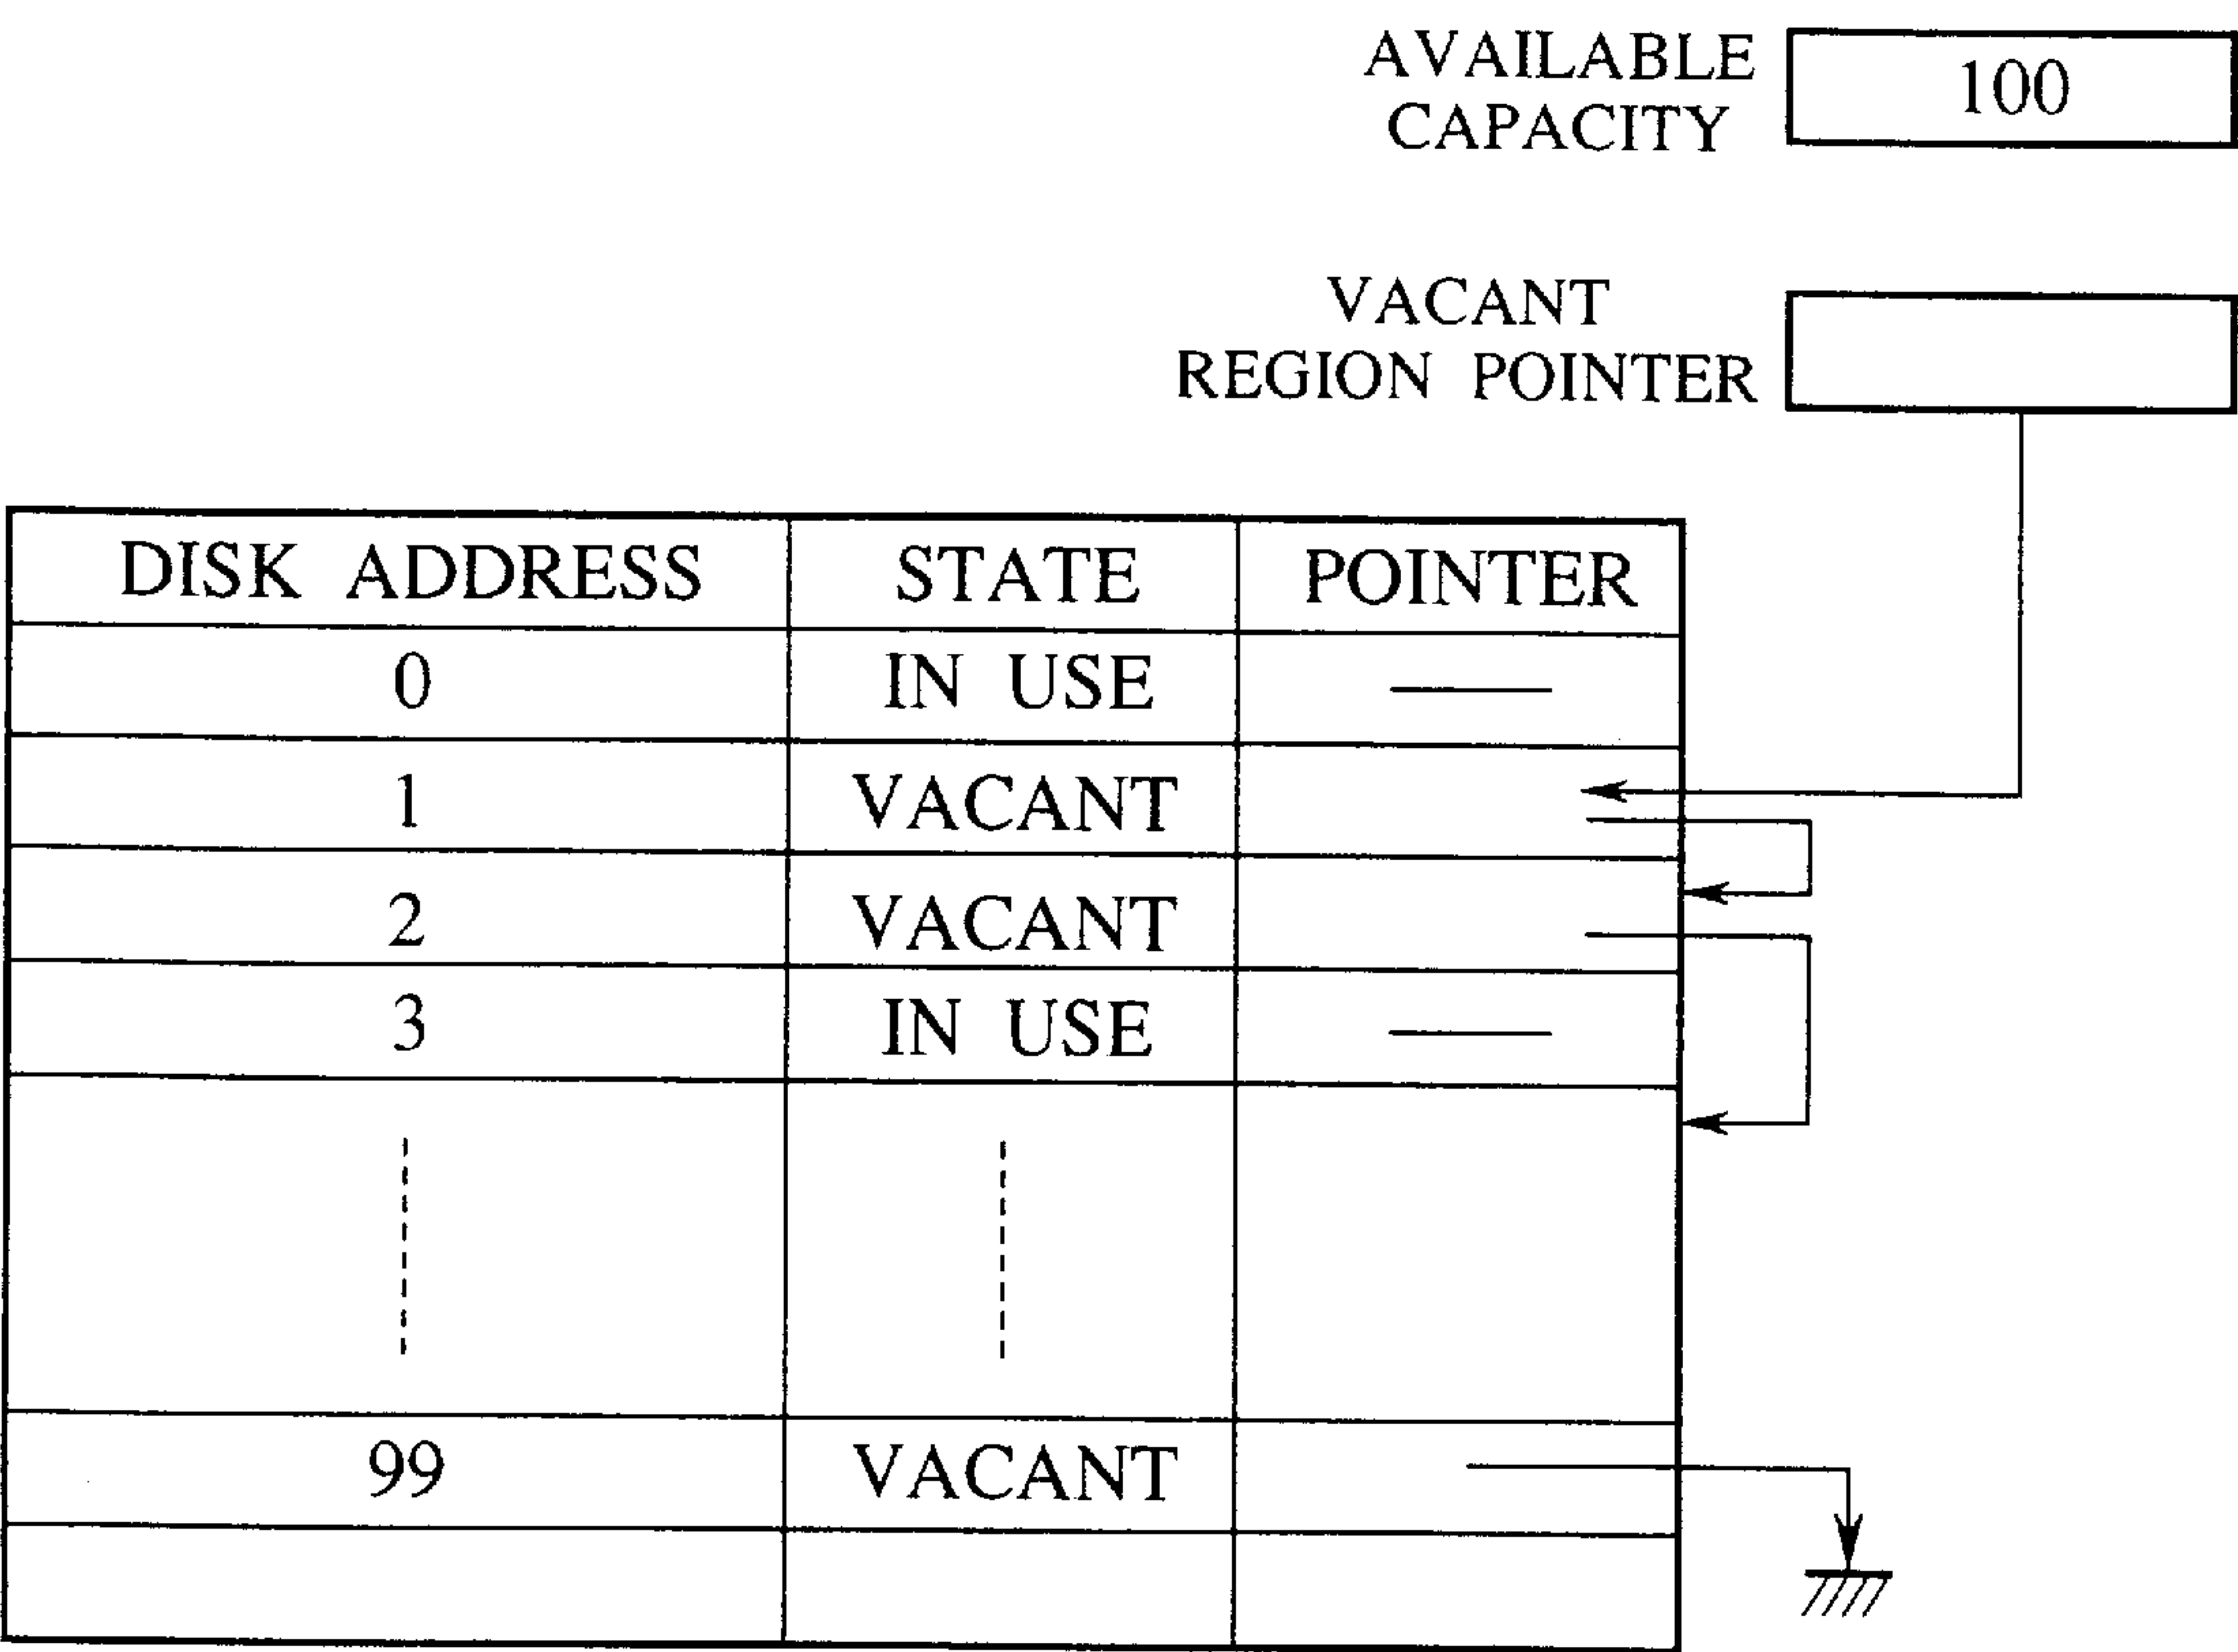 AVAILABLE
CAPACITY
100
VACANT
REGION POINTER
DISK ADDRESS STATE POINTER
0 IN USE
1 VACANT
2 VACANT
3 IN USE
99 VACANT